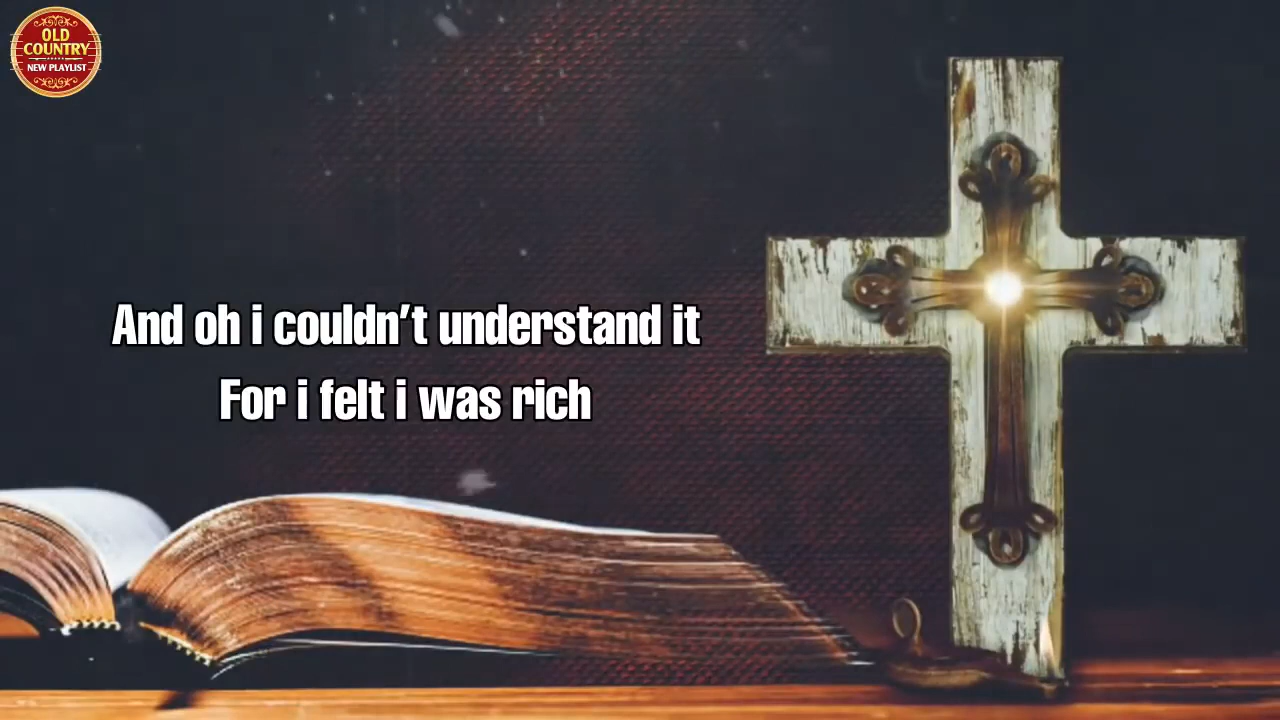 OLD
COUNTRY
NEW PLAYLIST
And oh i couldn't understand it
For i felt i was rich